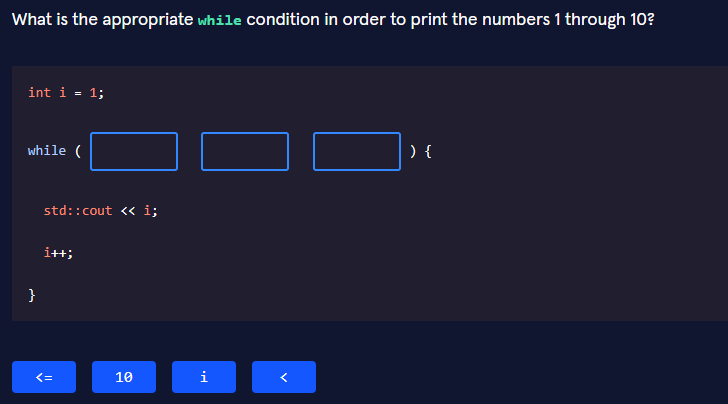 What is the appropriate while condition in order to print the numbers 1 through 10?
int i = 1;
while ( ) {
std::cout << i;
i++;
}
<= 10 i <